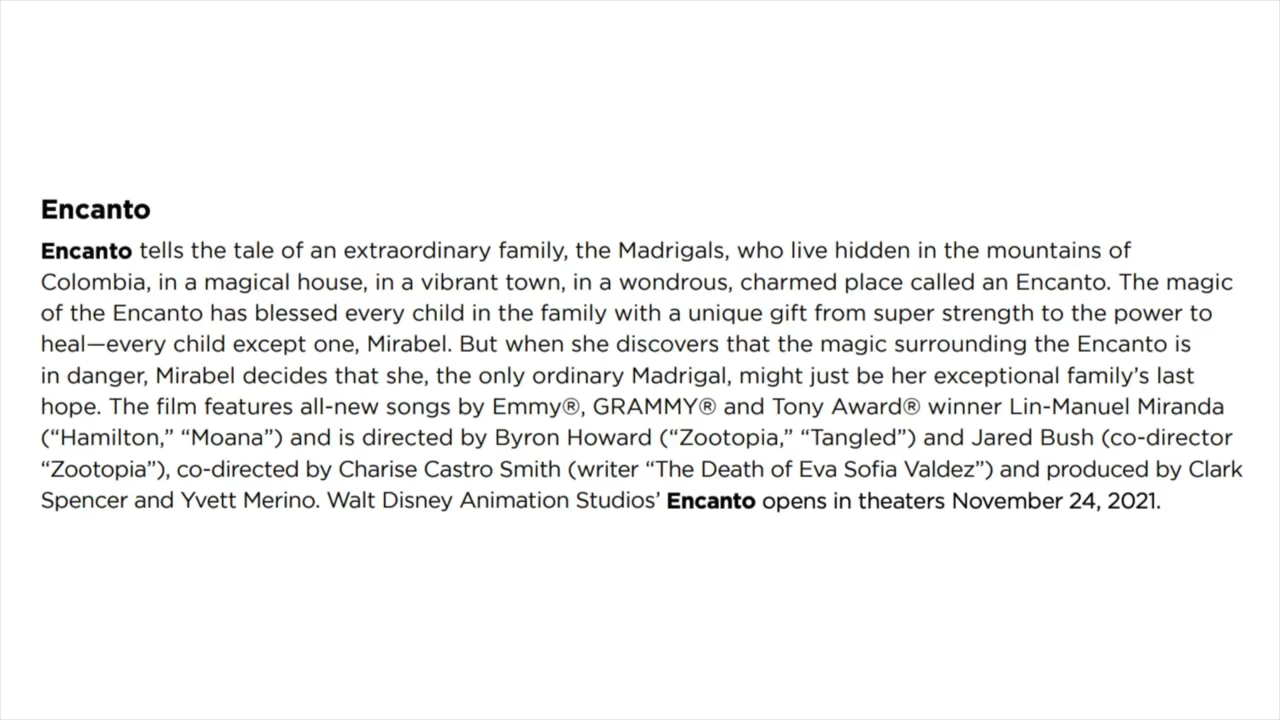 Encanto
Encanto tells the tale of an extraordinary family, the Madrigals, who live hidden in the mountains of
Colombia, in a magical house, in a vibrant town, in a wondrous, charmed place called an Encanto. The magic
of the Encanto has blessed every child in the family with a unique gift from super strength to the power to
heal—every child except one, Mirabel. But when she discovers that the magic surrounding the Encanto is
in danger, Mirabel decides that she, the only ordinary Madrigal, might just be her exceptional family’s last
hope. The film features all-new songs by Emmy®, GRAMMY® and Tony Award® winner Lin-Manuel Miranda
(“Hamilton,” “Moana”) and is directed by Byron Howard (“Zootopia,” “Tangled”) and Jared Bush (co-director
“Zootopia”), co-directed by Charise Castro Smith (writer “The Death of Eva Sofia Valdez”) and produced by Clark
Spencer and Yvett Merino. Walt Disney Animation Studios’ Encanto opens in theaters November 24, 2021.